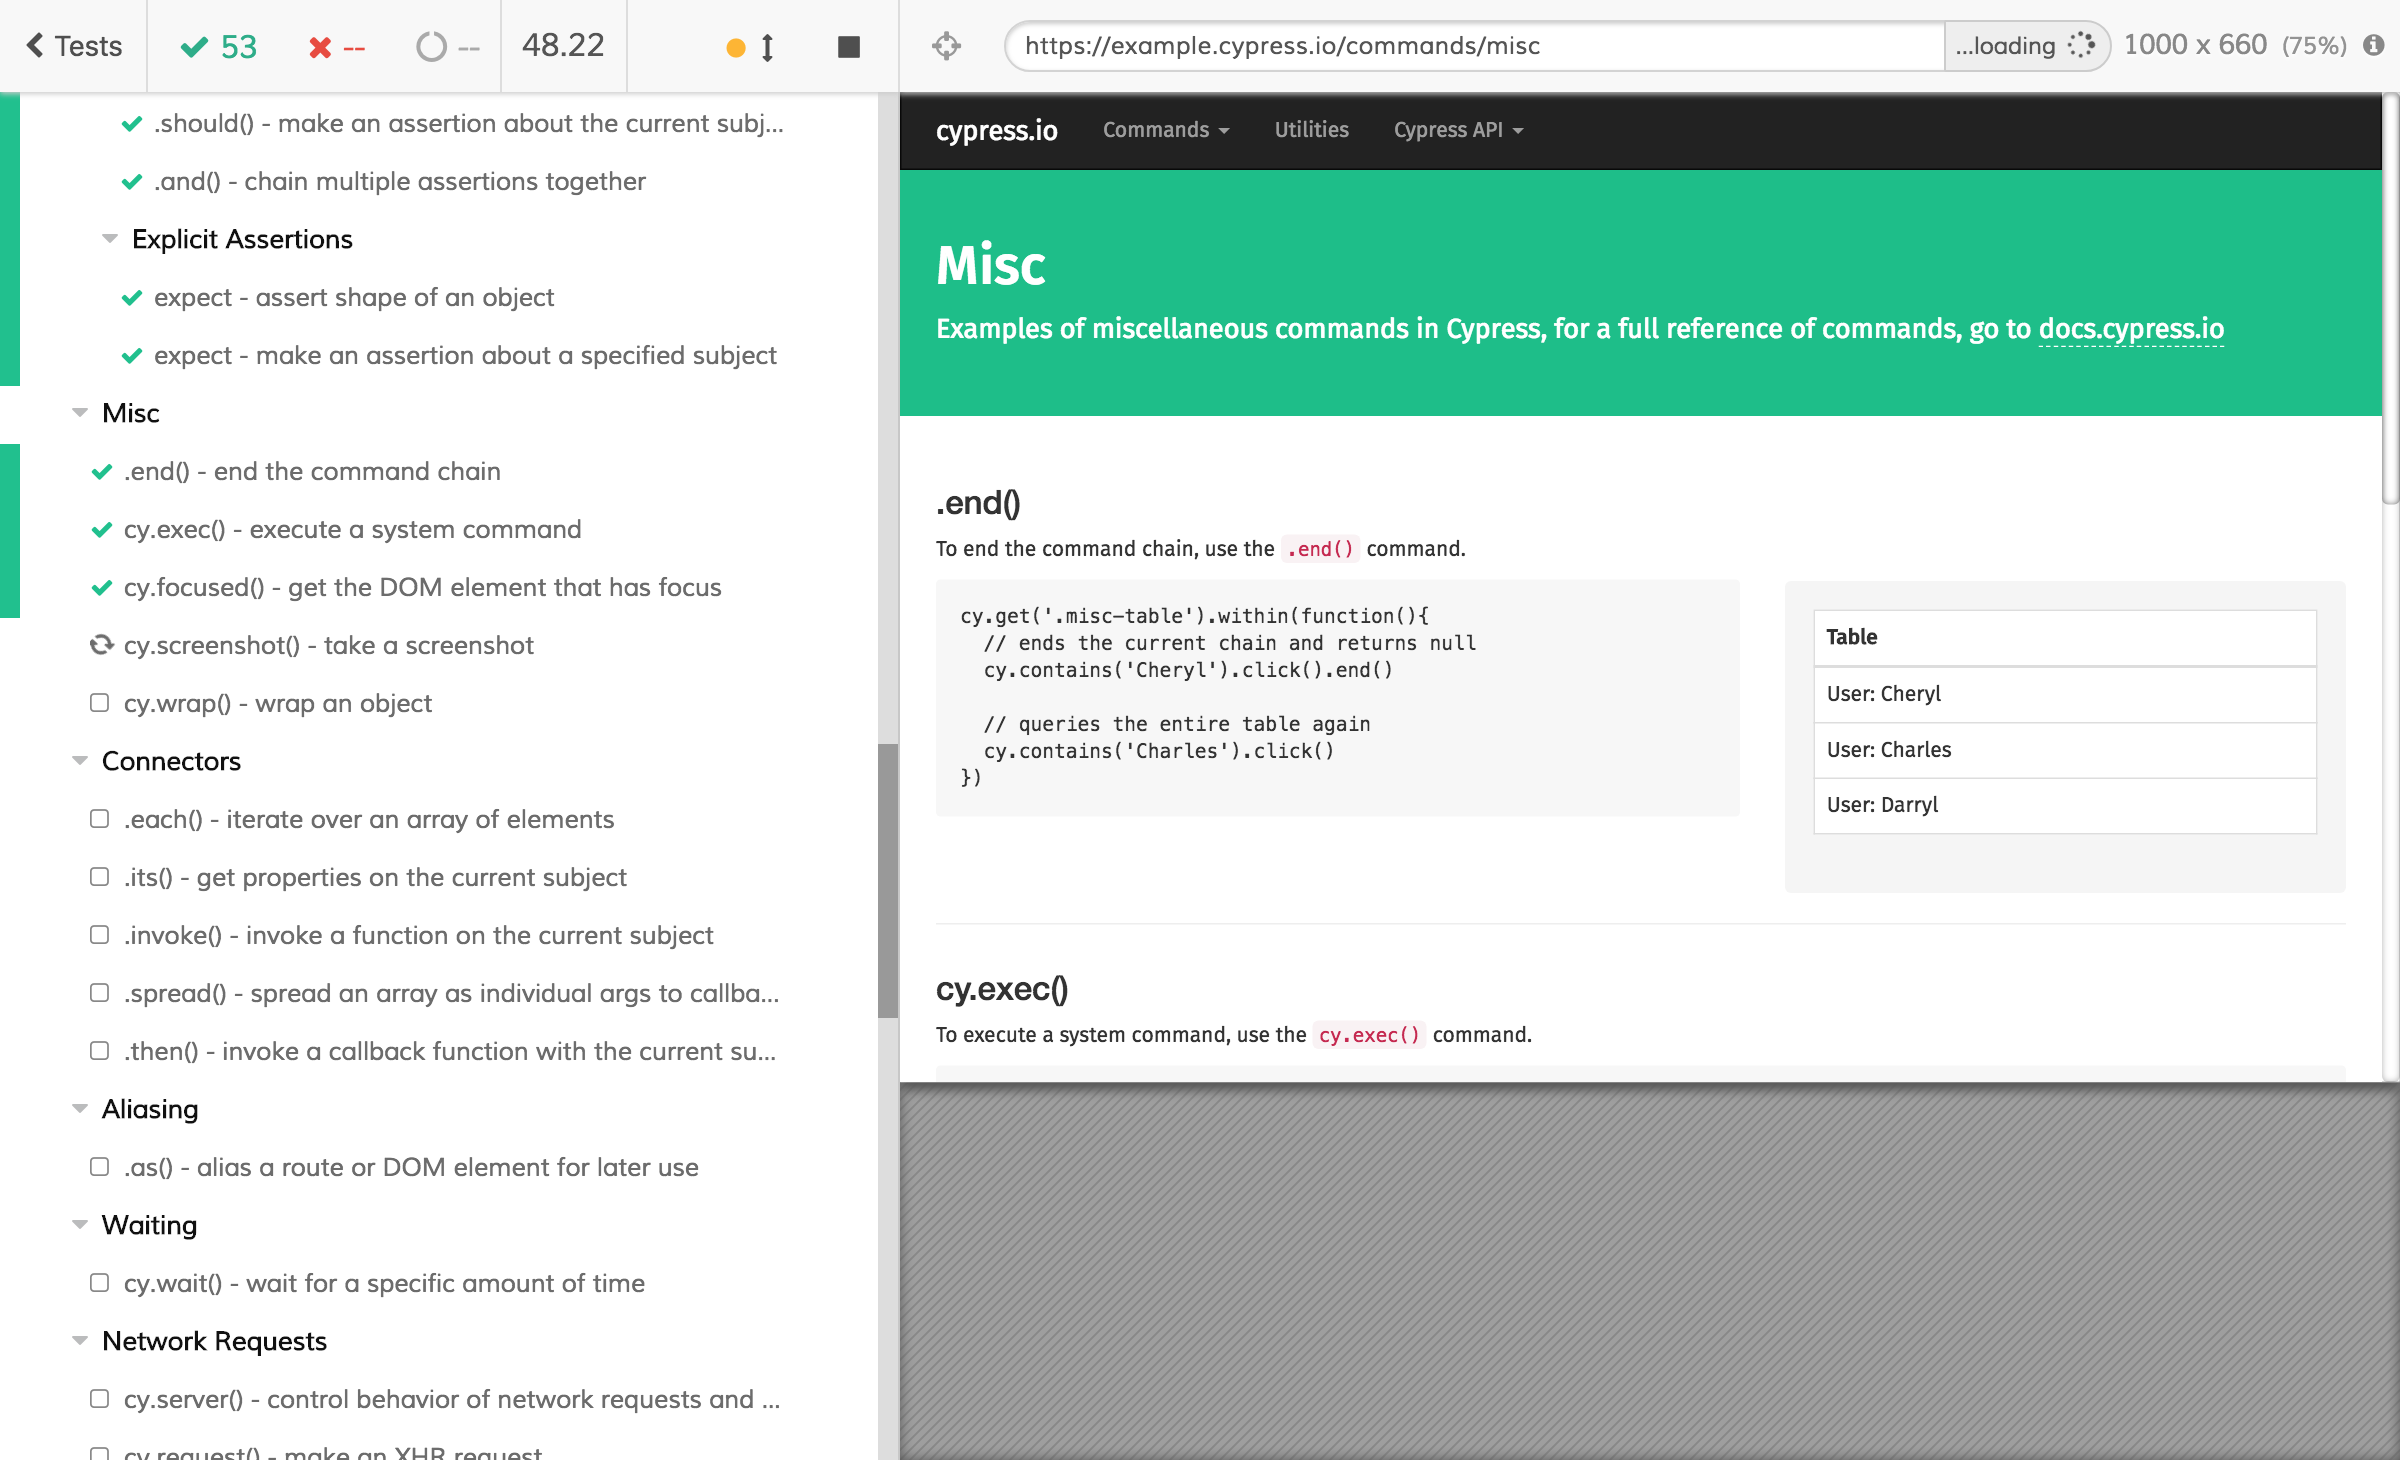 Tests
53
--
--
48.22
https://example.cypress.io/commands/misc
...loading
1000 x 660 (75%)
.should() - make an assertion about the current subj...
.and() - chain multiple assertions together
Explicit Assertions
expect - assert shape of an object
expect - make an assertion about a specified subject
Misc
.end() - end the command chain
cy.exec() - execute a system command
cy.focused() - get the DOM element that has focus
cy.screenshot() - take a screenshot
cy.wrap() - wrap an object
Connectors
.each() - iterate over an array of elements
.its() - get properties on the current subject
.invoke() - invoke a function on the current subject
.spread() - spread an array as individual args to callba...
.then() - invoke a callback function with the current su...
Aliasing
.as() - alias a route or DOM element for later use
Waiting
cy.wait() - wait for a specific amount of time
Network Requests
cy.server() - control behavior of network requests and ...
cy.request() - make an XHR request
cypress.io
Commands
Utilities
Cypress API
Misc
Examples of miscellaneous commands in Cypress, for a full reference of commands, go to docs.cypress.io
.end()
To end the command chain, use the .end() command.
cy.get('.misc-table').within(function(){
// ends the current chain and returns null
cy.contains('Cheryl').click().end()
// queries the entire table again
cy.contains('Charles').click()
})
Table
User: Cheryl
User: Charles
User: Darryl
cy.exec()
To execute a system command, use the cy.exec() command.